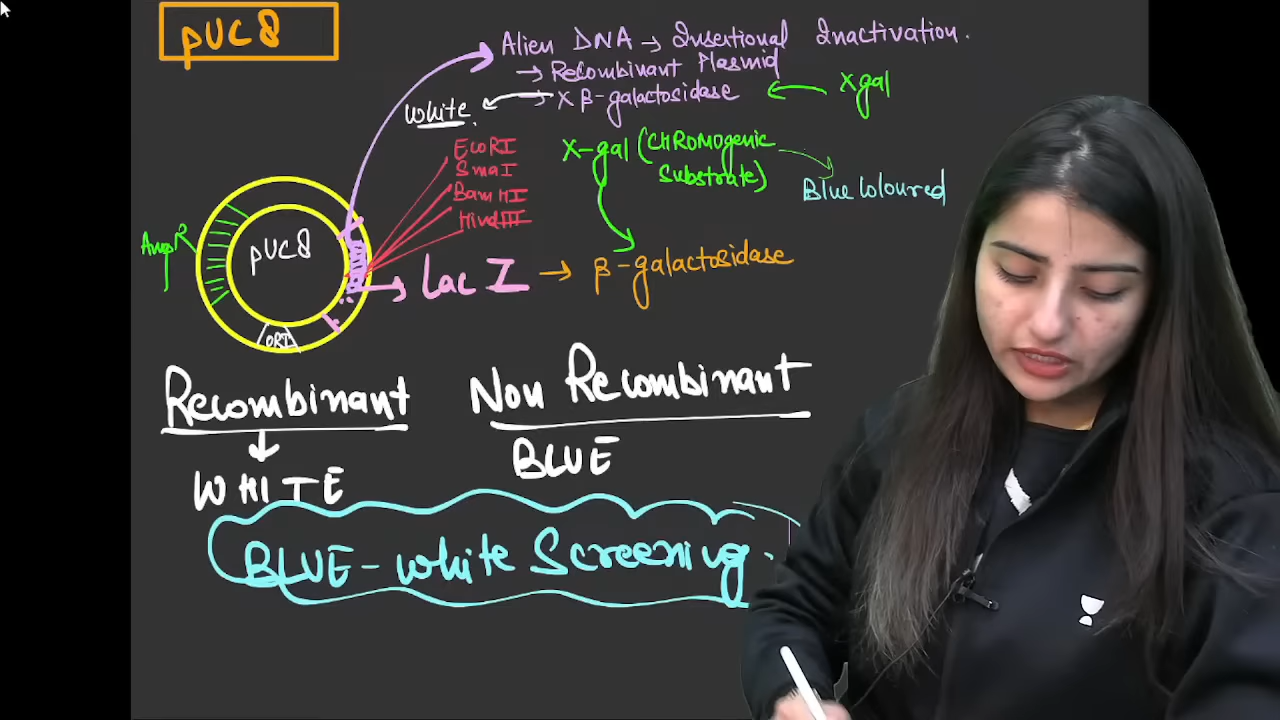 pUC8
Alien DNA → Insertional Inactivation.
→ Recombinant Plasmid
→ X β-galactosidase ← Xgal
White
EcoRI
SmaI
BamHI
HindIII
X-gal (CHROMOGENIC
Substrate)
Blue Coloured
AmpR
pUC8
Lac I → β-galactosidase
ORI
Recombinant
WHITE
Non Recombinant
BLUE
BLUE-White Screening.